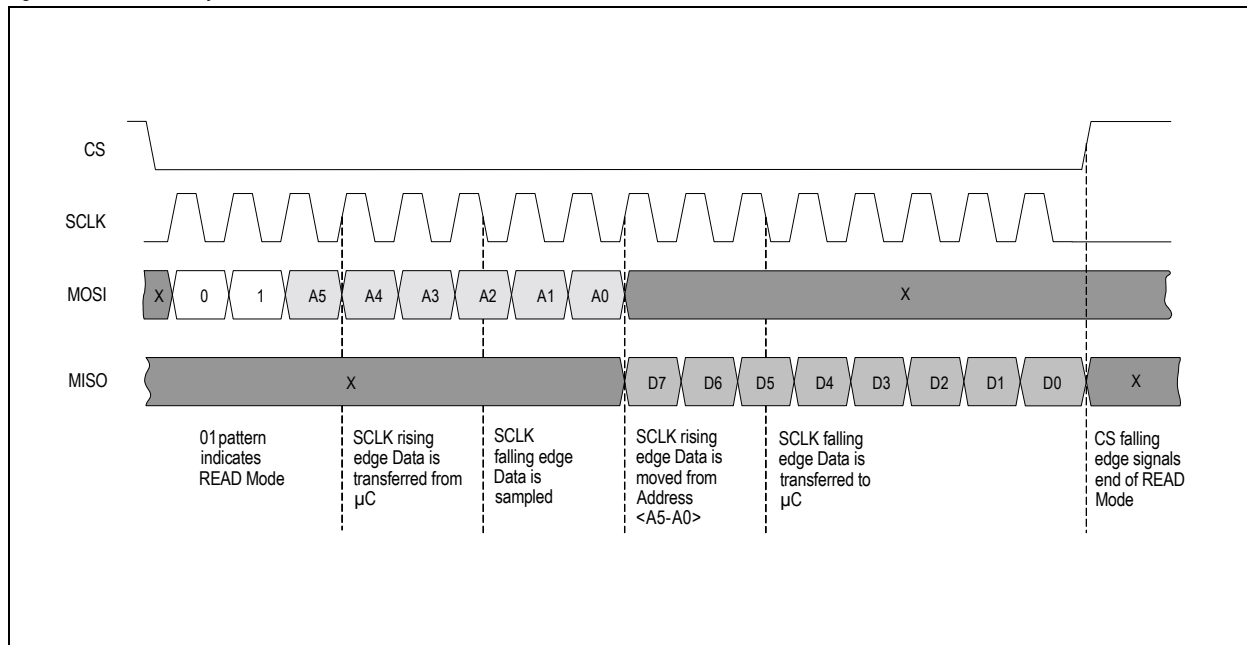 CS
SCLK
MOSI X 0 1 A5 A4 A3 A2 A1 A0 X
MISO X D7 D6 D5 D4 D3 D2 D1 D0 X
01 pattern
indicates
READ Mode
SCLK rising
edge Data is
transferred from
µC
SCLK
falling edge
Data is
sampled
SCLK rising
edge Data is
moved from
Address
<A5-A0>
SCLK falling
edge Data is
transferred to
µC
CS falling
edge signals
end of READ
Mode